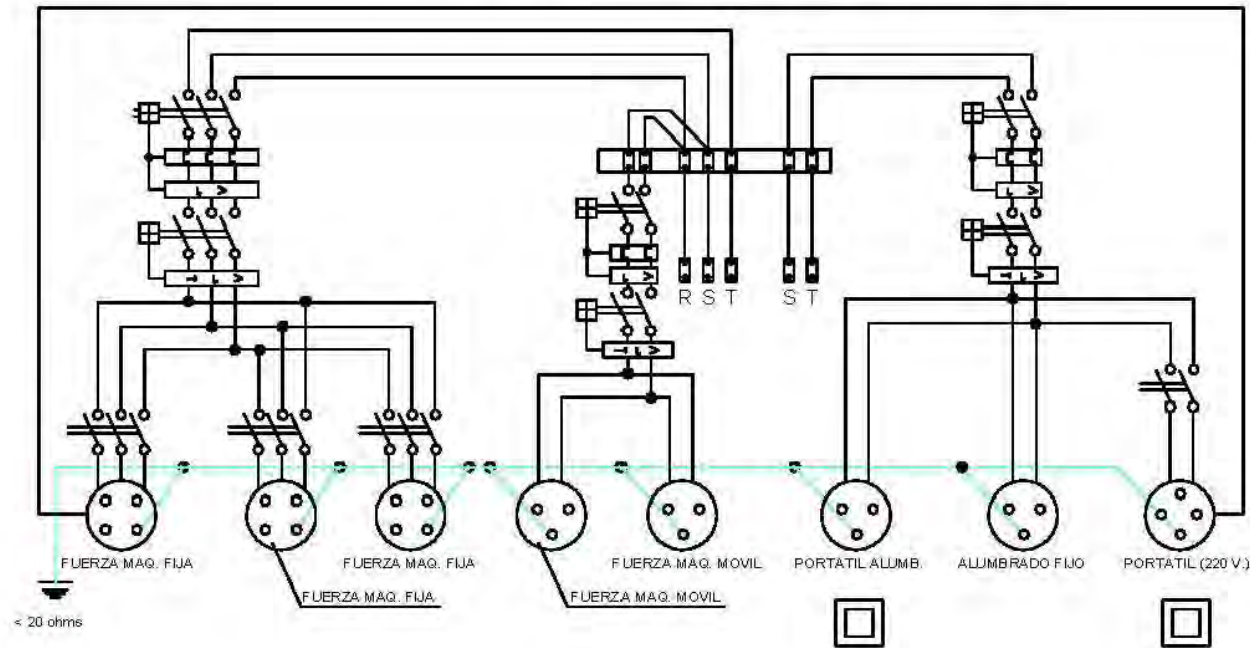 R S T S T
FUERZA MAQ. FIJA
FUERZA MAQ. FIJA
FUERZA MAQ. MOVIL
PORTATIL ALUMB.
ALUMBRADO FIJO
PORTATIL (220 V.)
FUERZA MAQ. FIJA
FUERZA MAQ. MOVIL
< 20 ohms